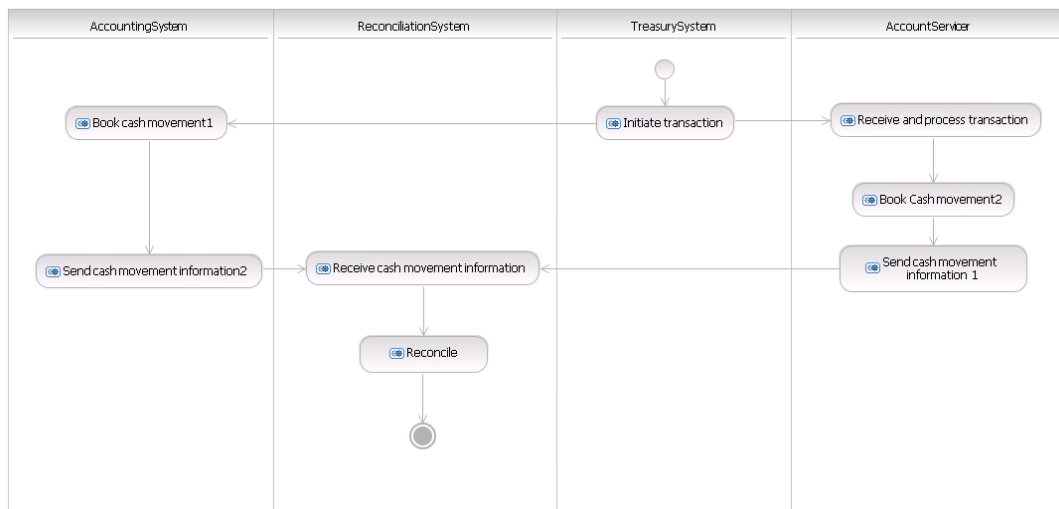 AccountingSystem
ReconciliationSystem
TreasurySystem
AccountServicer
Book cash movement1
Initiate transaction
Receive and process transaction
Book Cash movement2
Send cash movement information2
Receive cash movement information
Send cash movement
information 1
Reconcile